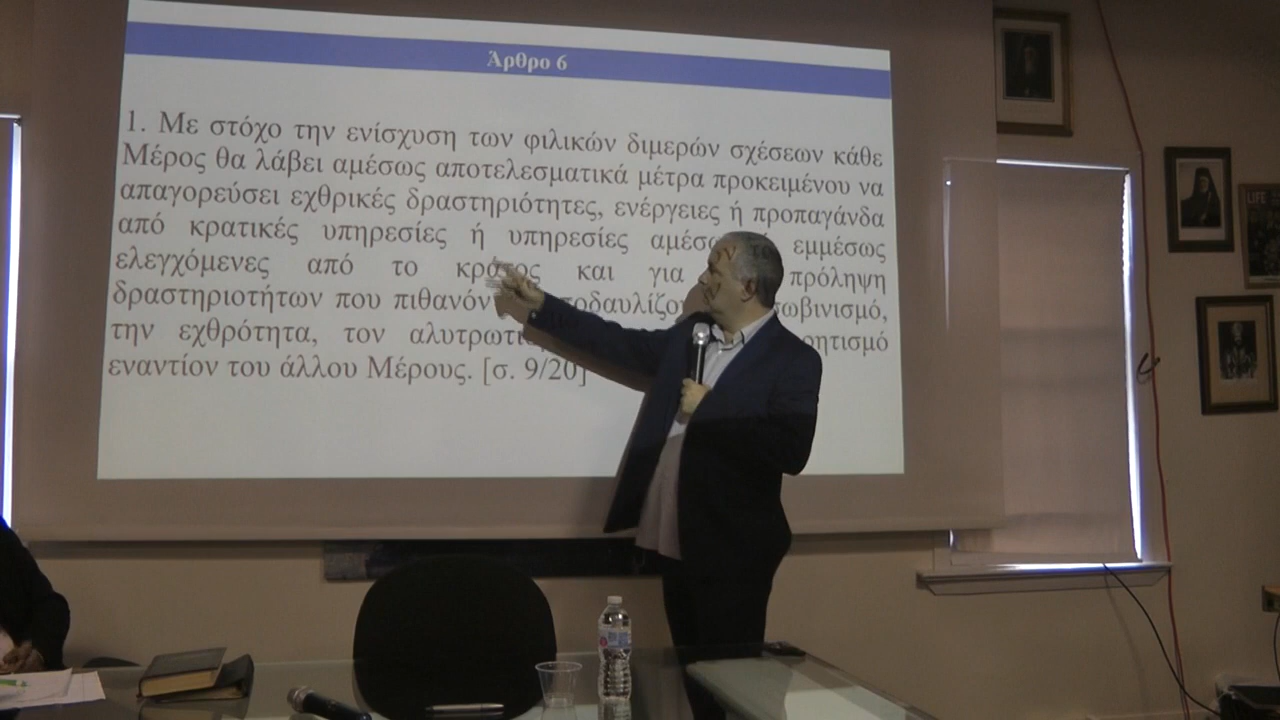 Άρθρο 6
1. Με στόχο την ενίσχυση των φιλικών διμερών σχέσεων κάθε
Μέρος θα λάβει αμέσως αποτελεσματικά μέτρα προκειμένου να
απαγορεύσει εχθρικές δραστηριότητες, ενέργειες ή προπαγάνδα
από κρατικές υπηρεσίες ή υπηρεσίες εμμέσως
ελεγχόμενες από το κράτος και για πρόληψη
δραστηριοτήτων που πιθανόν
την εχθρότητα, τον
εναντίον του άλλου Μέρους. [σ. 9/20]
LIFE